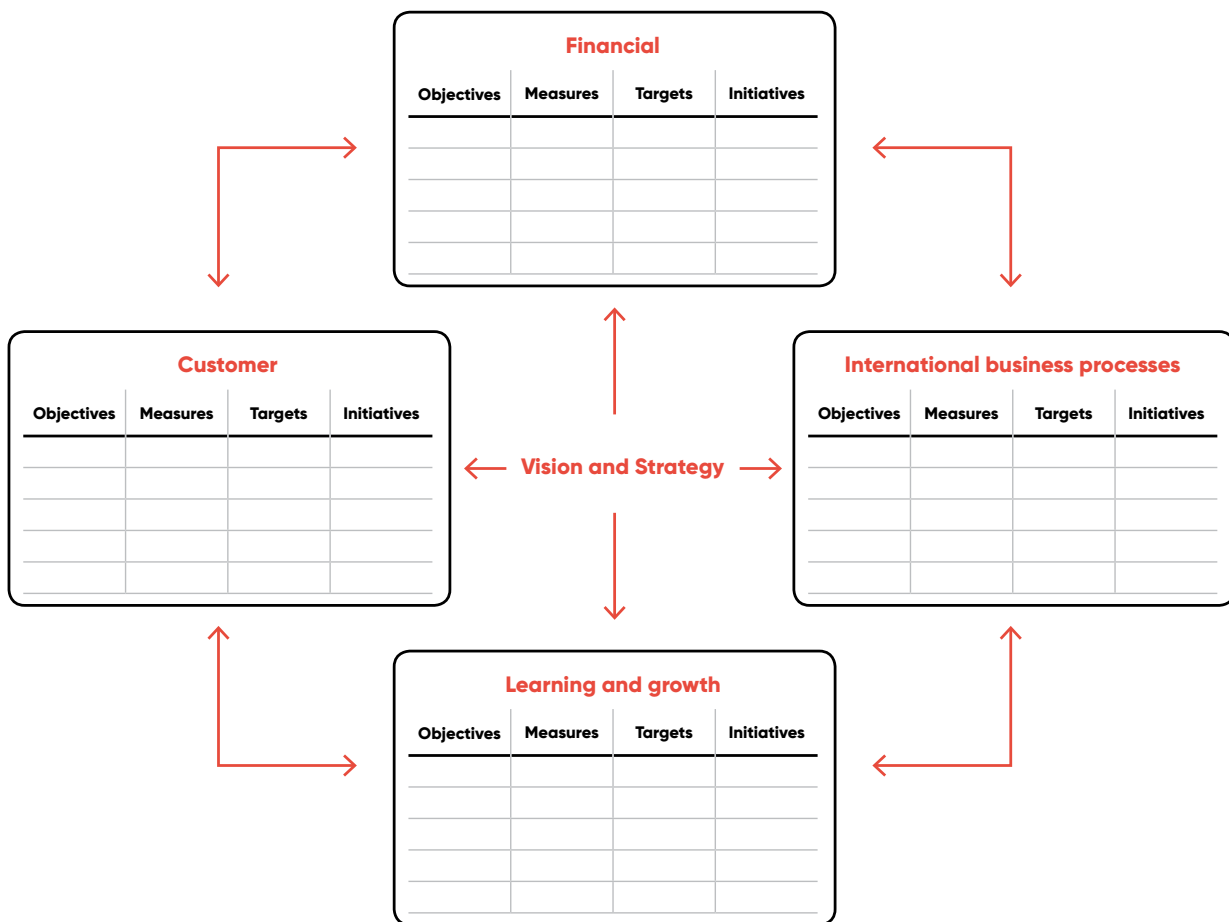 Financial
Objectives Measures Targets Initiatives
Customer
Objectives Measures Targets Initiatives
International business processes
Objectives Measures Targets Initiatives
Vision and Strategy
Learning and growth
Objectives Measures Targets Initiatives